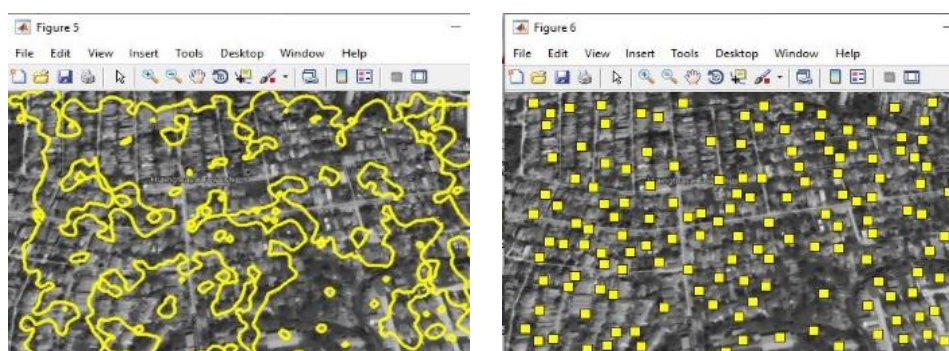 Figure 5
File Edit View Insert Tools Desktop Window Help
Figure 6
File Edit View Insert Tools Desktop Window Help